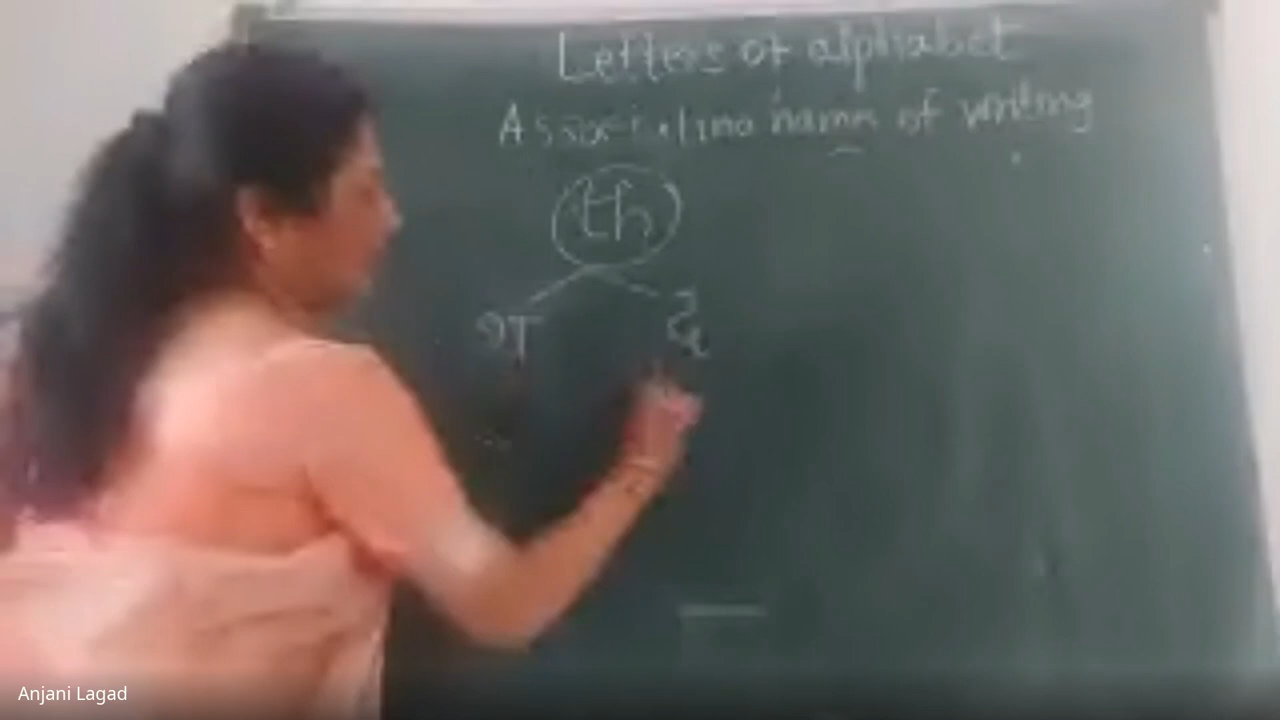 Letters of alphabet
Associating name of writing
th
थ द
Anjani Lagad